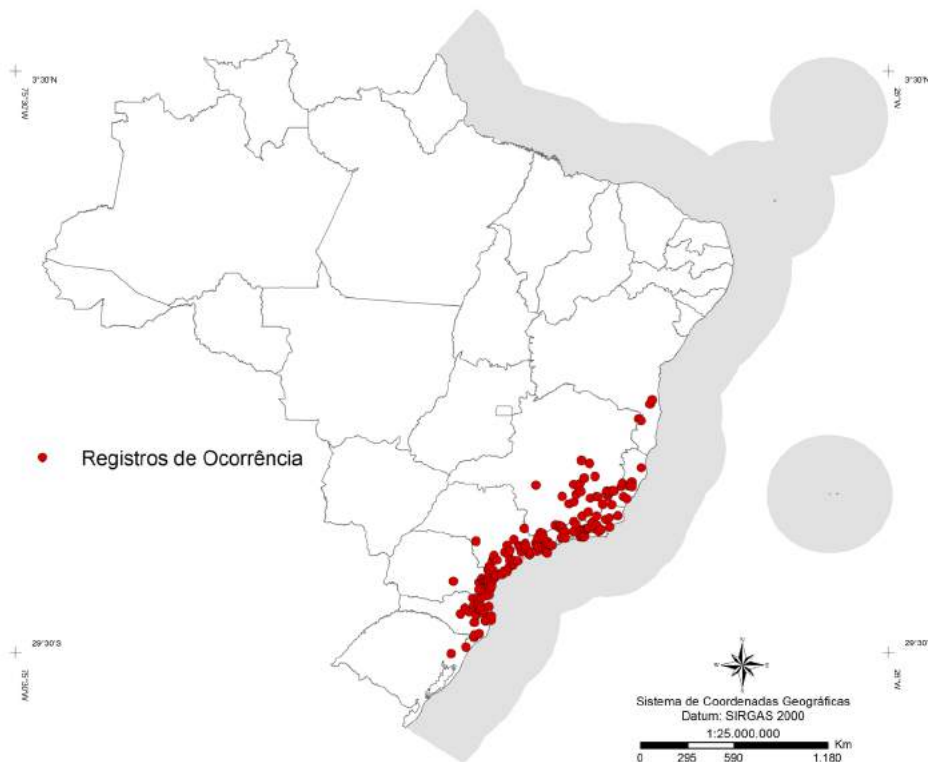 3°30'N
3°30'N
75°30'W
25°W
Registros de Ocorrência
29°30'S
29°30'S
75°30'W
25°W
N
W
E
S
Sistema de Coordenadas Geográficas
Datum: SIRGAS 2000
1:25.000.000
Km
0 295 590 1.180